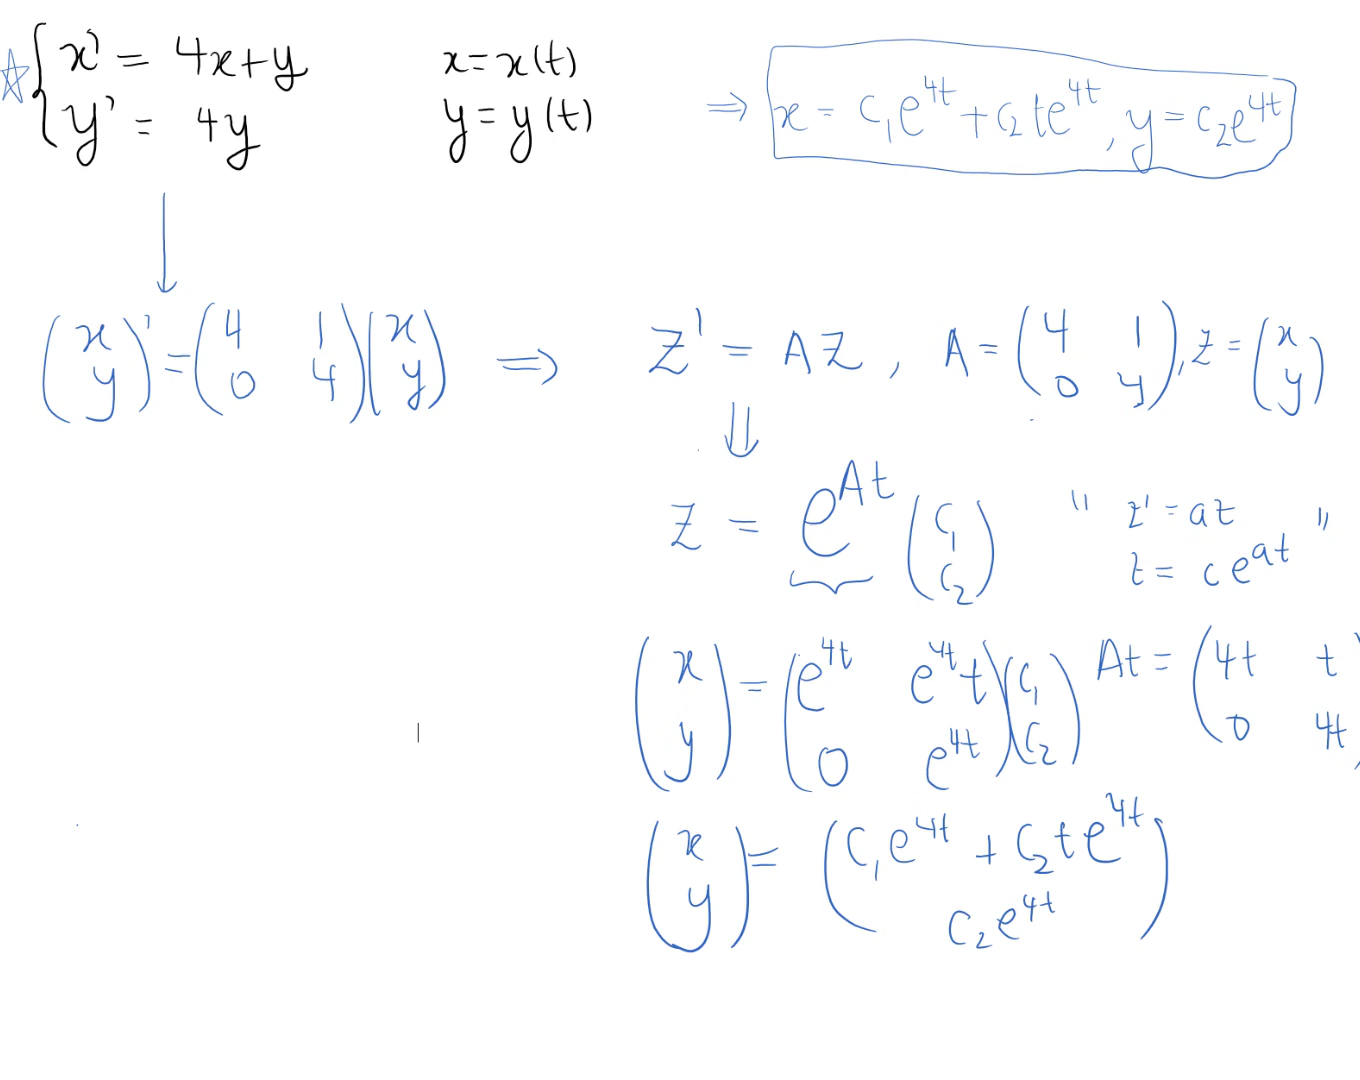 ☆ { x' = 4x+y    x = x(t)
y' = 4y    y = y(t)
⇒ x = c₁e^{4t} + c₂te^{4t}, y = c₂e^{4t}
(x y)' = (4 1 0 4)(x y) ⇒ Z' = AZ, A = (4 1 0 4), z = (x y)
⇓
z = e^{At} (c₁ c₂)
" z' = at
t = ce^{at} "
(x y) = (e^{4t} e^{4t}t 0 e^{4t})(c₁ c₂)
At = (4t t 0 4t)
(x y) = (c₁e^{4t} + c₂te^{4t} c₂e^{4t})